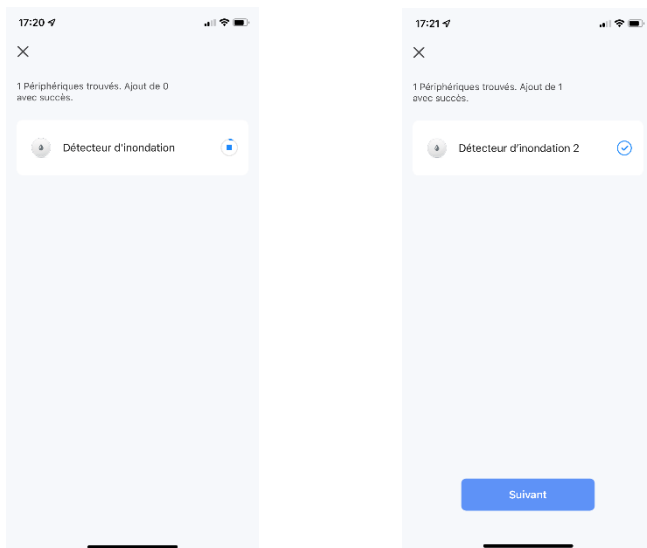 17:20
1 Périphériques trouvés. Ajout de 0
avec succès.
Détecteur d'inondation
17:21
1 Périphériques trouvés. Ajout de 1
avec succès.
Détecteur d'inondation 2
Suivant